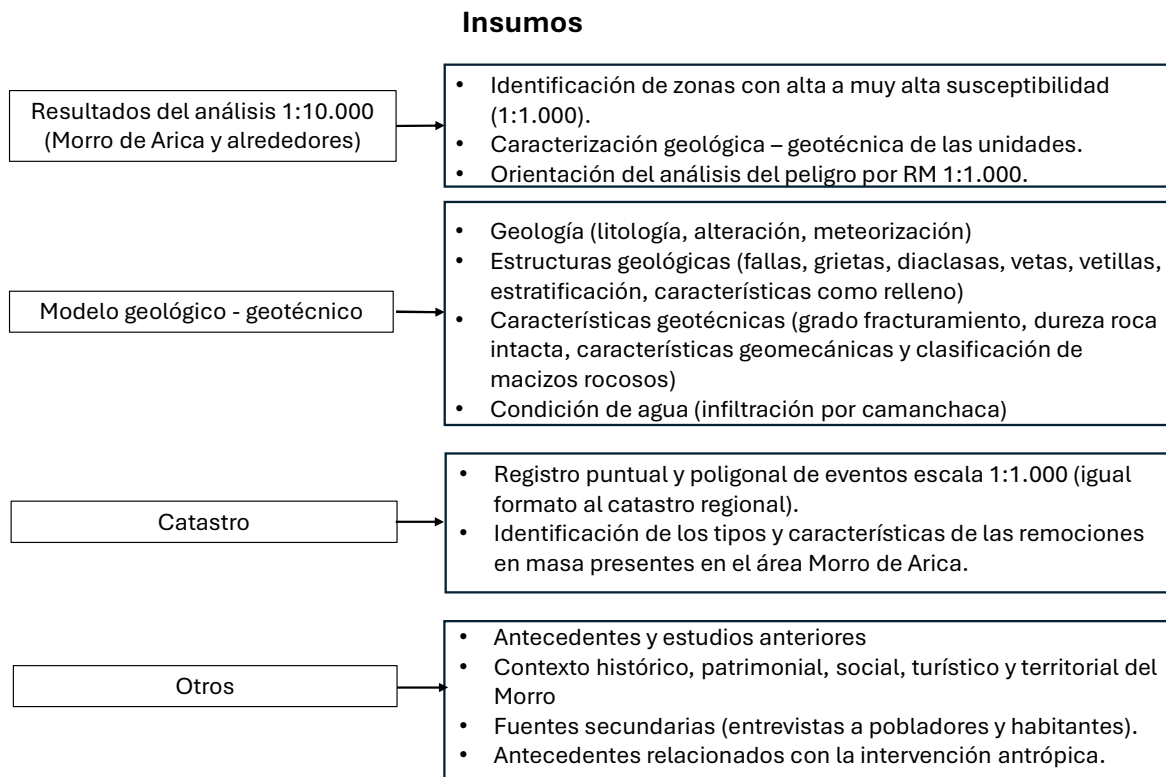 Insumos
Resultados del análisis 1:10.000
(Morro de Arica y alrededores)
• Identificación de zonas con alta a muy alta susceptibilidad
(1:1.000).
• Caracterización geológica – geotécnica de las unidades.
• Orientación del análisis del peligro por RM 1:1.000.
Modelo geológico - geotécnico
• Geología (litología, alteración, meteorización)
• Estructuras geológicas (fallas, grietas, diaclasas, vetas, vetillas,
estratificación, características como relleno)
• Características geotécnicas (grado fracturamiento, dureza roca
intacta, características geomecánicas y clasificación de
macizos rocosos)
• Condición de agua (infiltración por camanchaca)
Catastro
• Registro puntual y poligonal de eventos escala 1:1.000 (igual
formato al catastro regional).
• Identificación de los tipos y características de las remociones
en masa presentes en el área Morro de Arica.
Otros
• Antecedentes y estudios anteriores
• Contexto histórico, patrimonial, social, turístico y territorial del
Morro
• Fuentes secundarias (entrevistas a pobladores y habitantes).
• Antecedentes relacionados con la intervención antrópica.